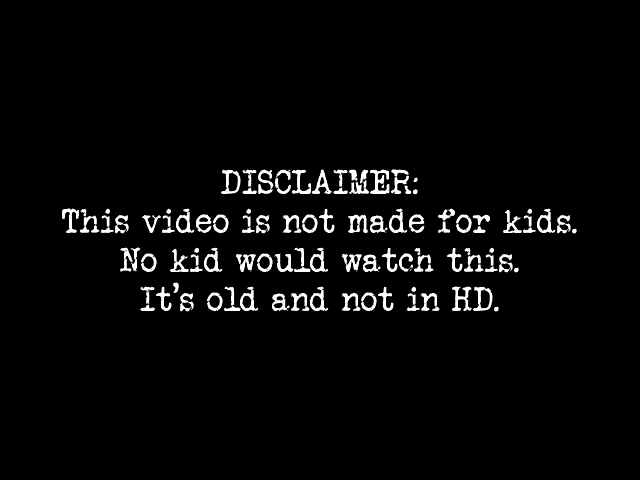 DISCLAIMER:
This video is not made for kids.
No kid would watch this.
It's old and not in HD.